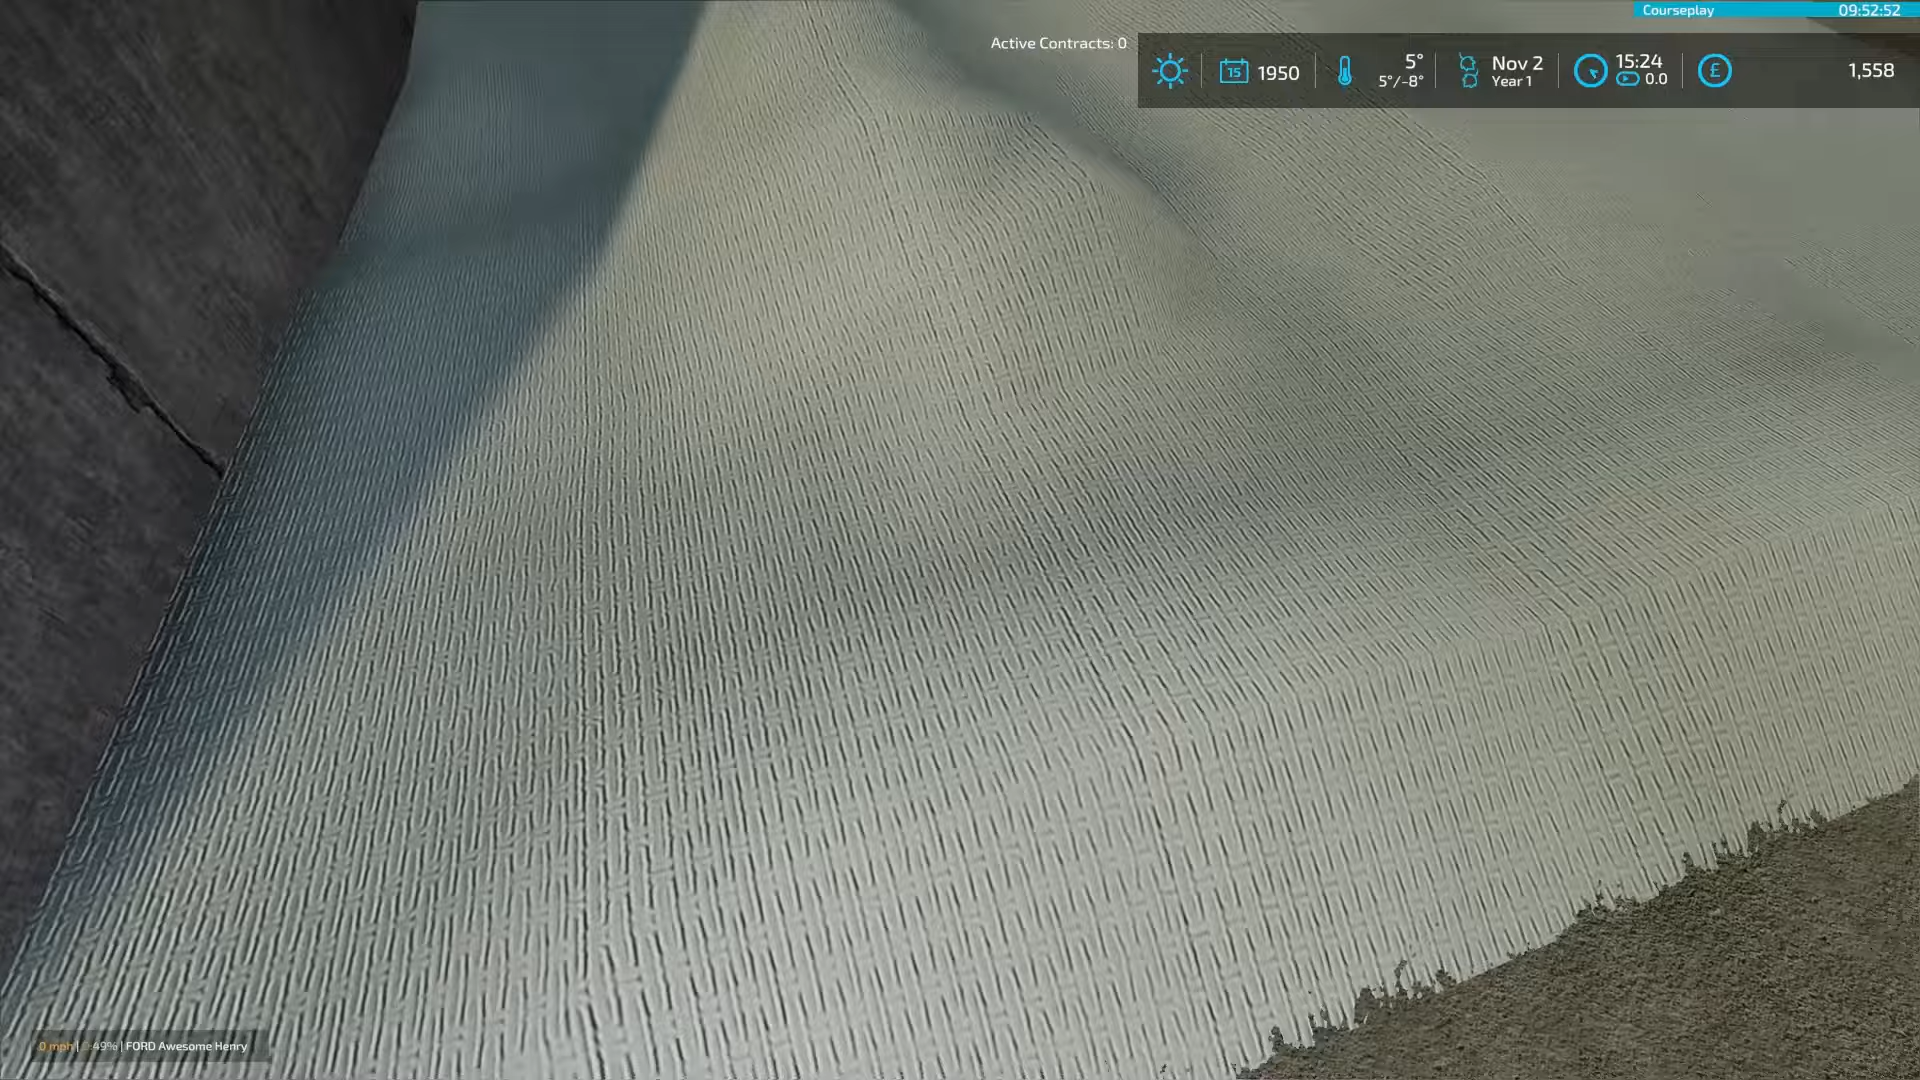 Courseplay 09:52:52
Active Contracts: 0
15 1950
5°
5°/-8°
Nov 2
Year 1
15:24
0.0
£ 1,558
0 mph | D:49% | FORD Awesome Henry